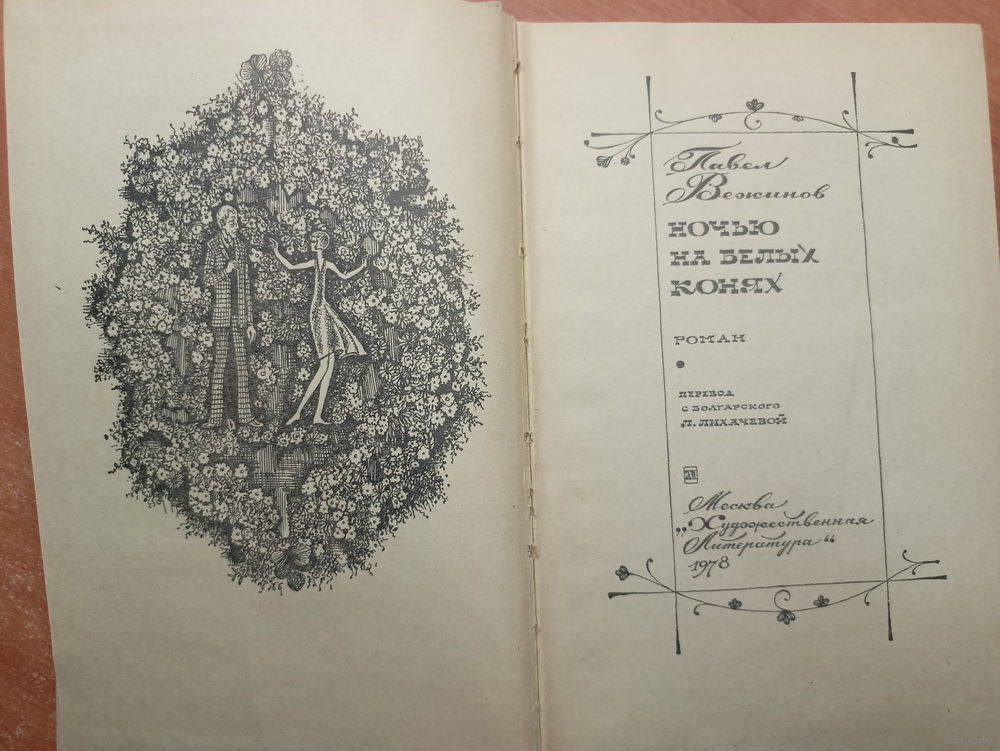 Павел
Вежинов
НОЧЬЮ
НА БЕЛЫХ
КОНЯХ
РОМАН
ПЕРЕВОД
С БОЛГАРСКОГО
Л. ЛИХАЧЕВОЙ
Москва
„Художественная
Литература“
1978